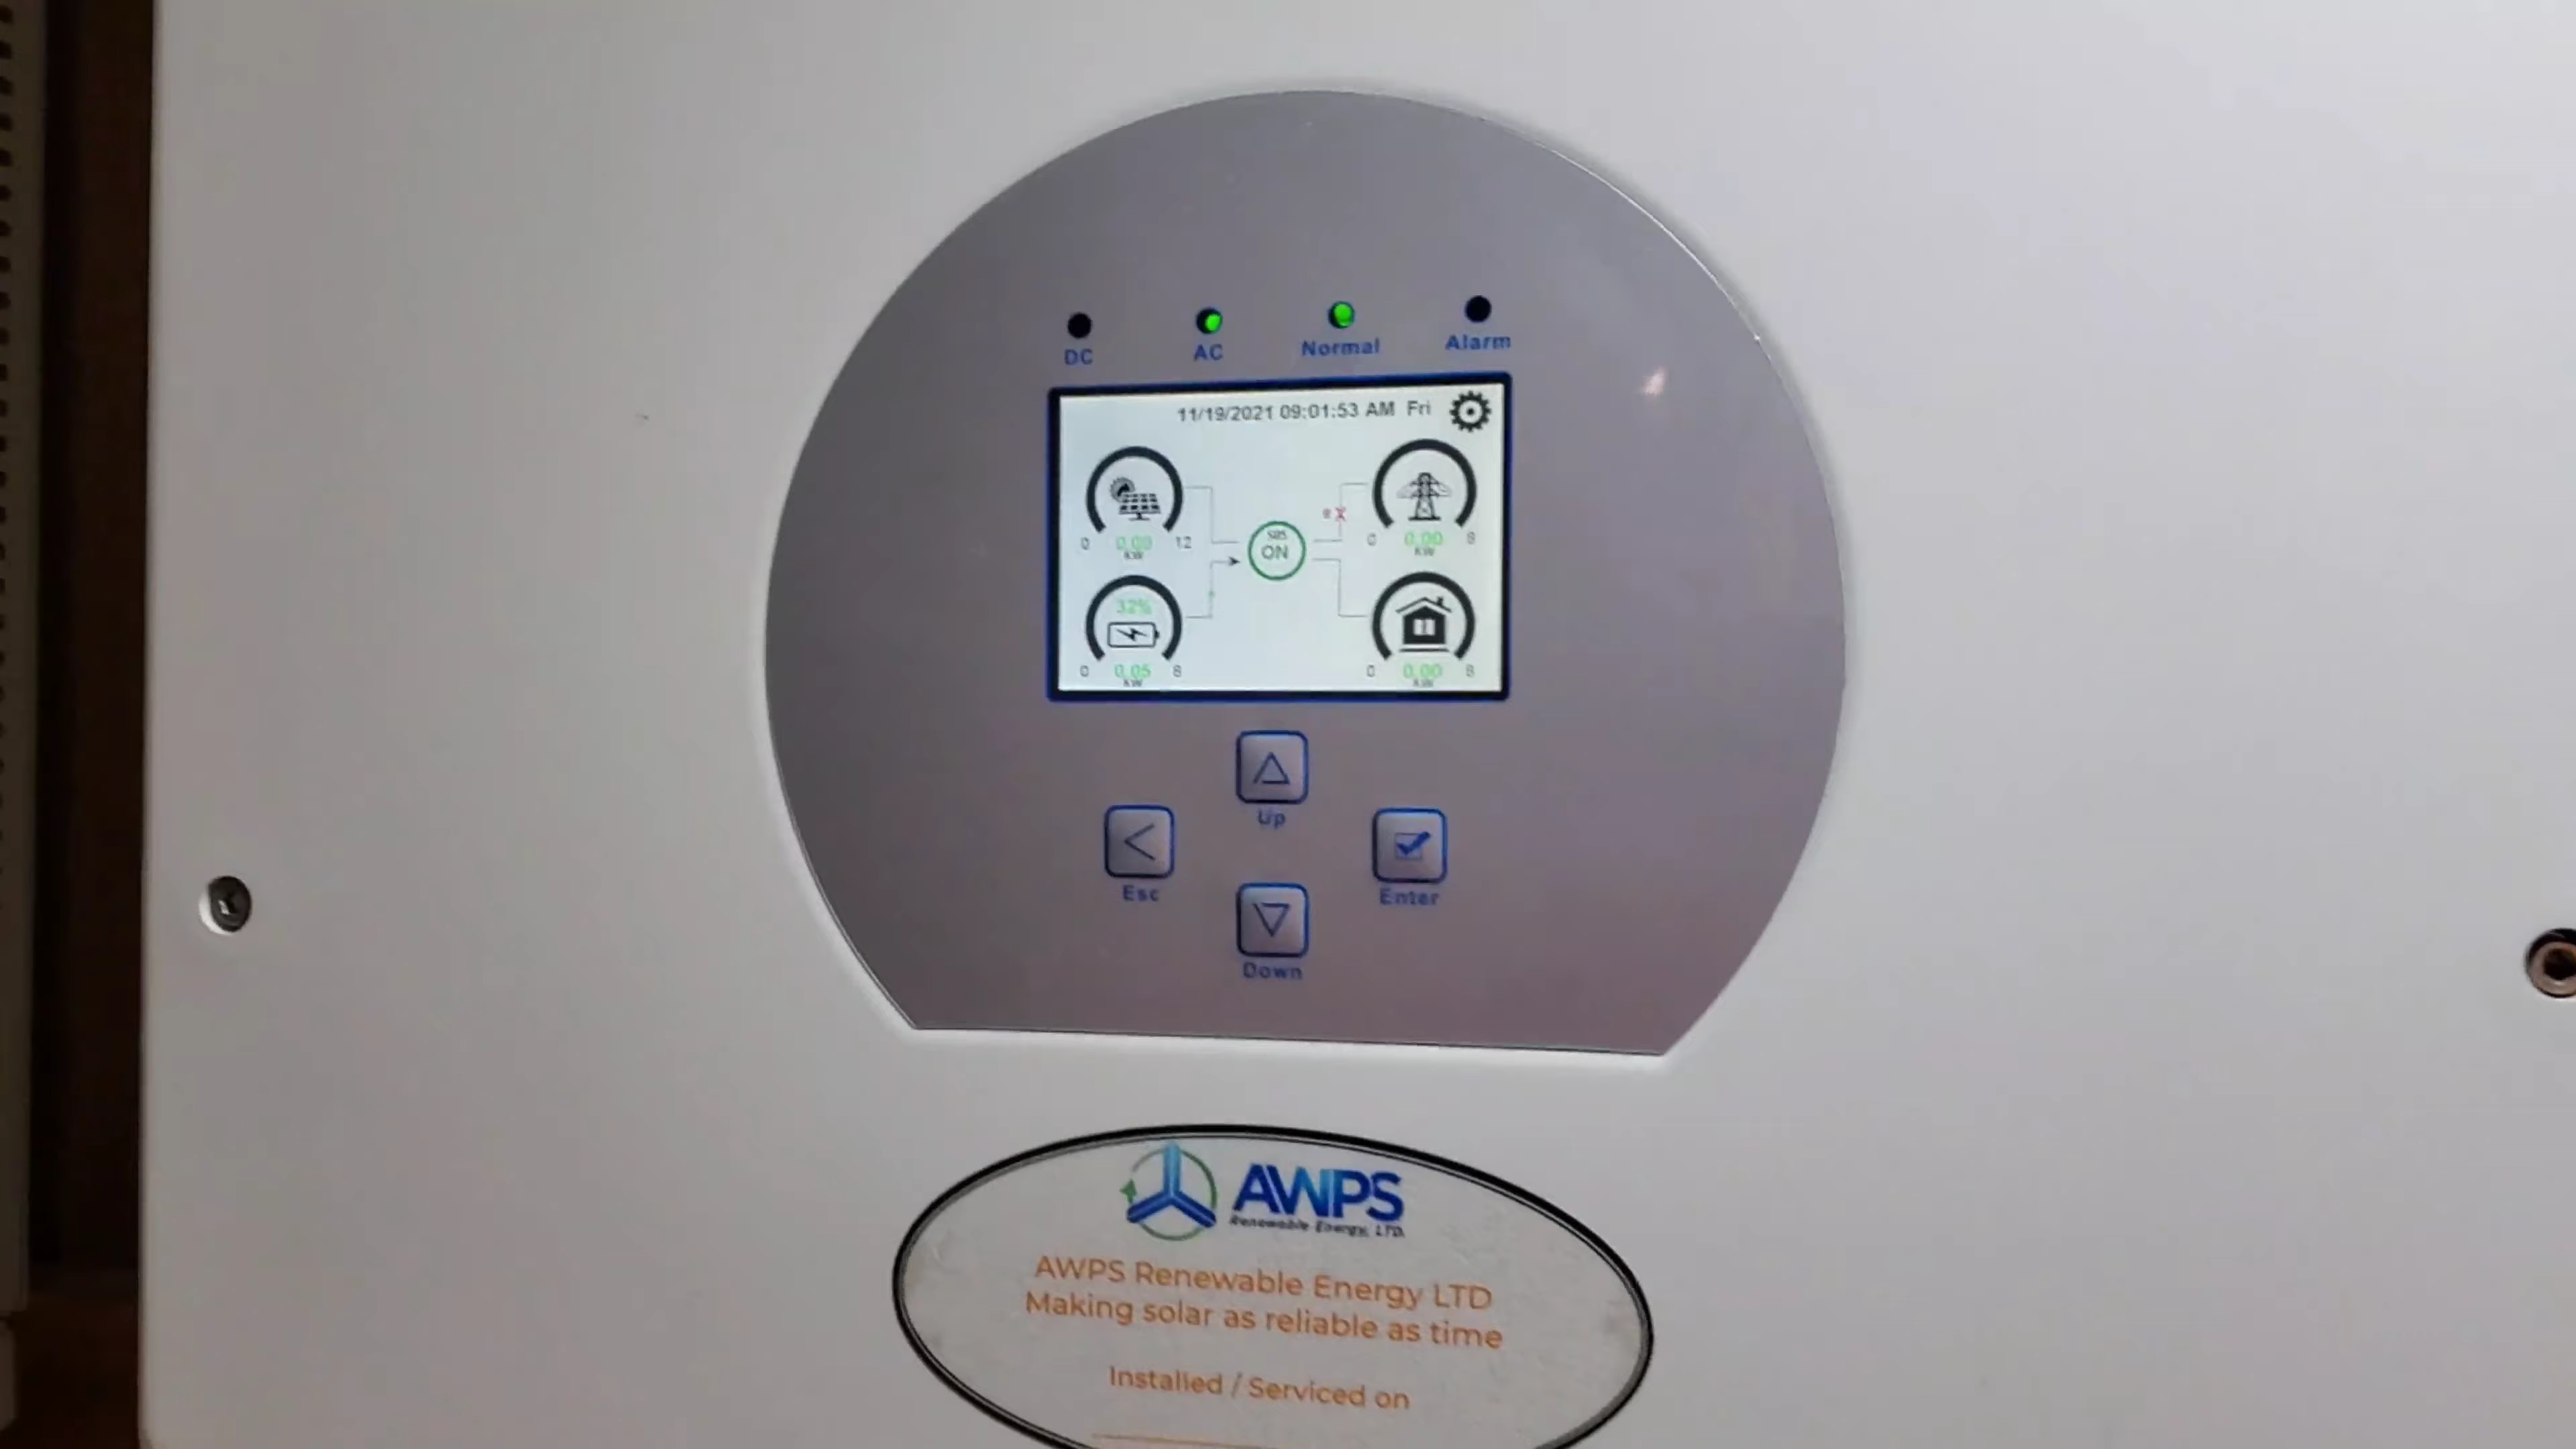 DC AC Normal Alarm
11/19/2021 09:01:53 AM Fri
0 0.00 12
KW
ON
0 0.00 8
KW
32%
0 0.05 8
KW
0 0.00 8
KW
Up
Esc
Enter
Down
AWPS
Renewable Energy, LTD.
AWPS Renewable Energy LTD
Making solar as reliable as time
Installed / Serviced on